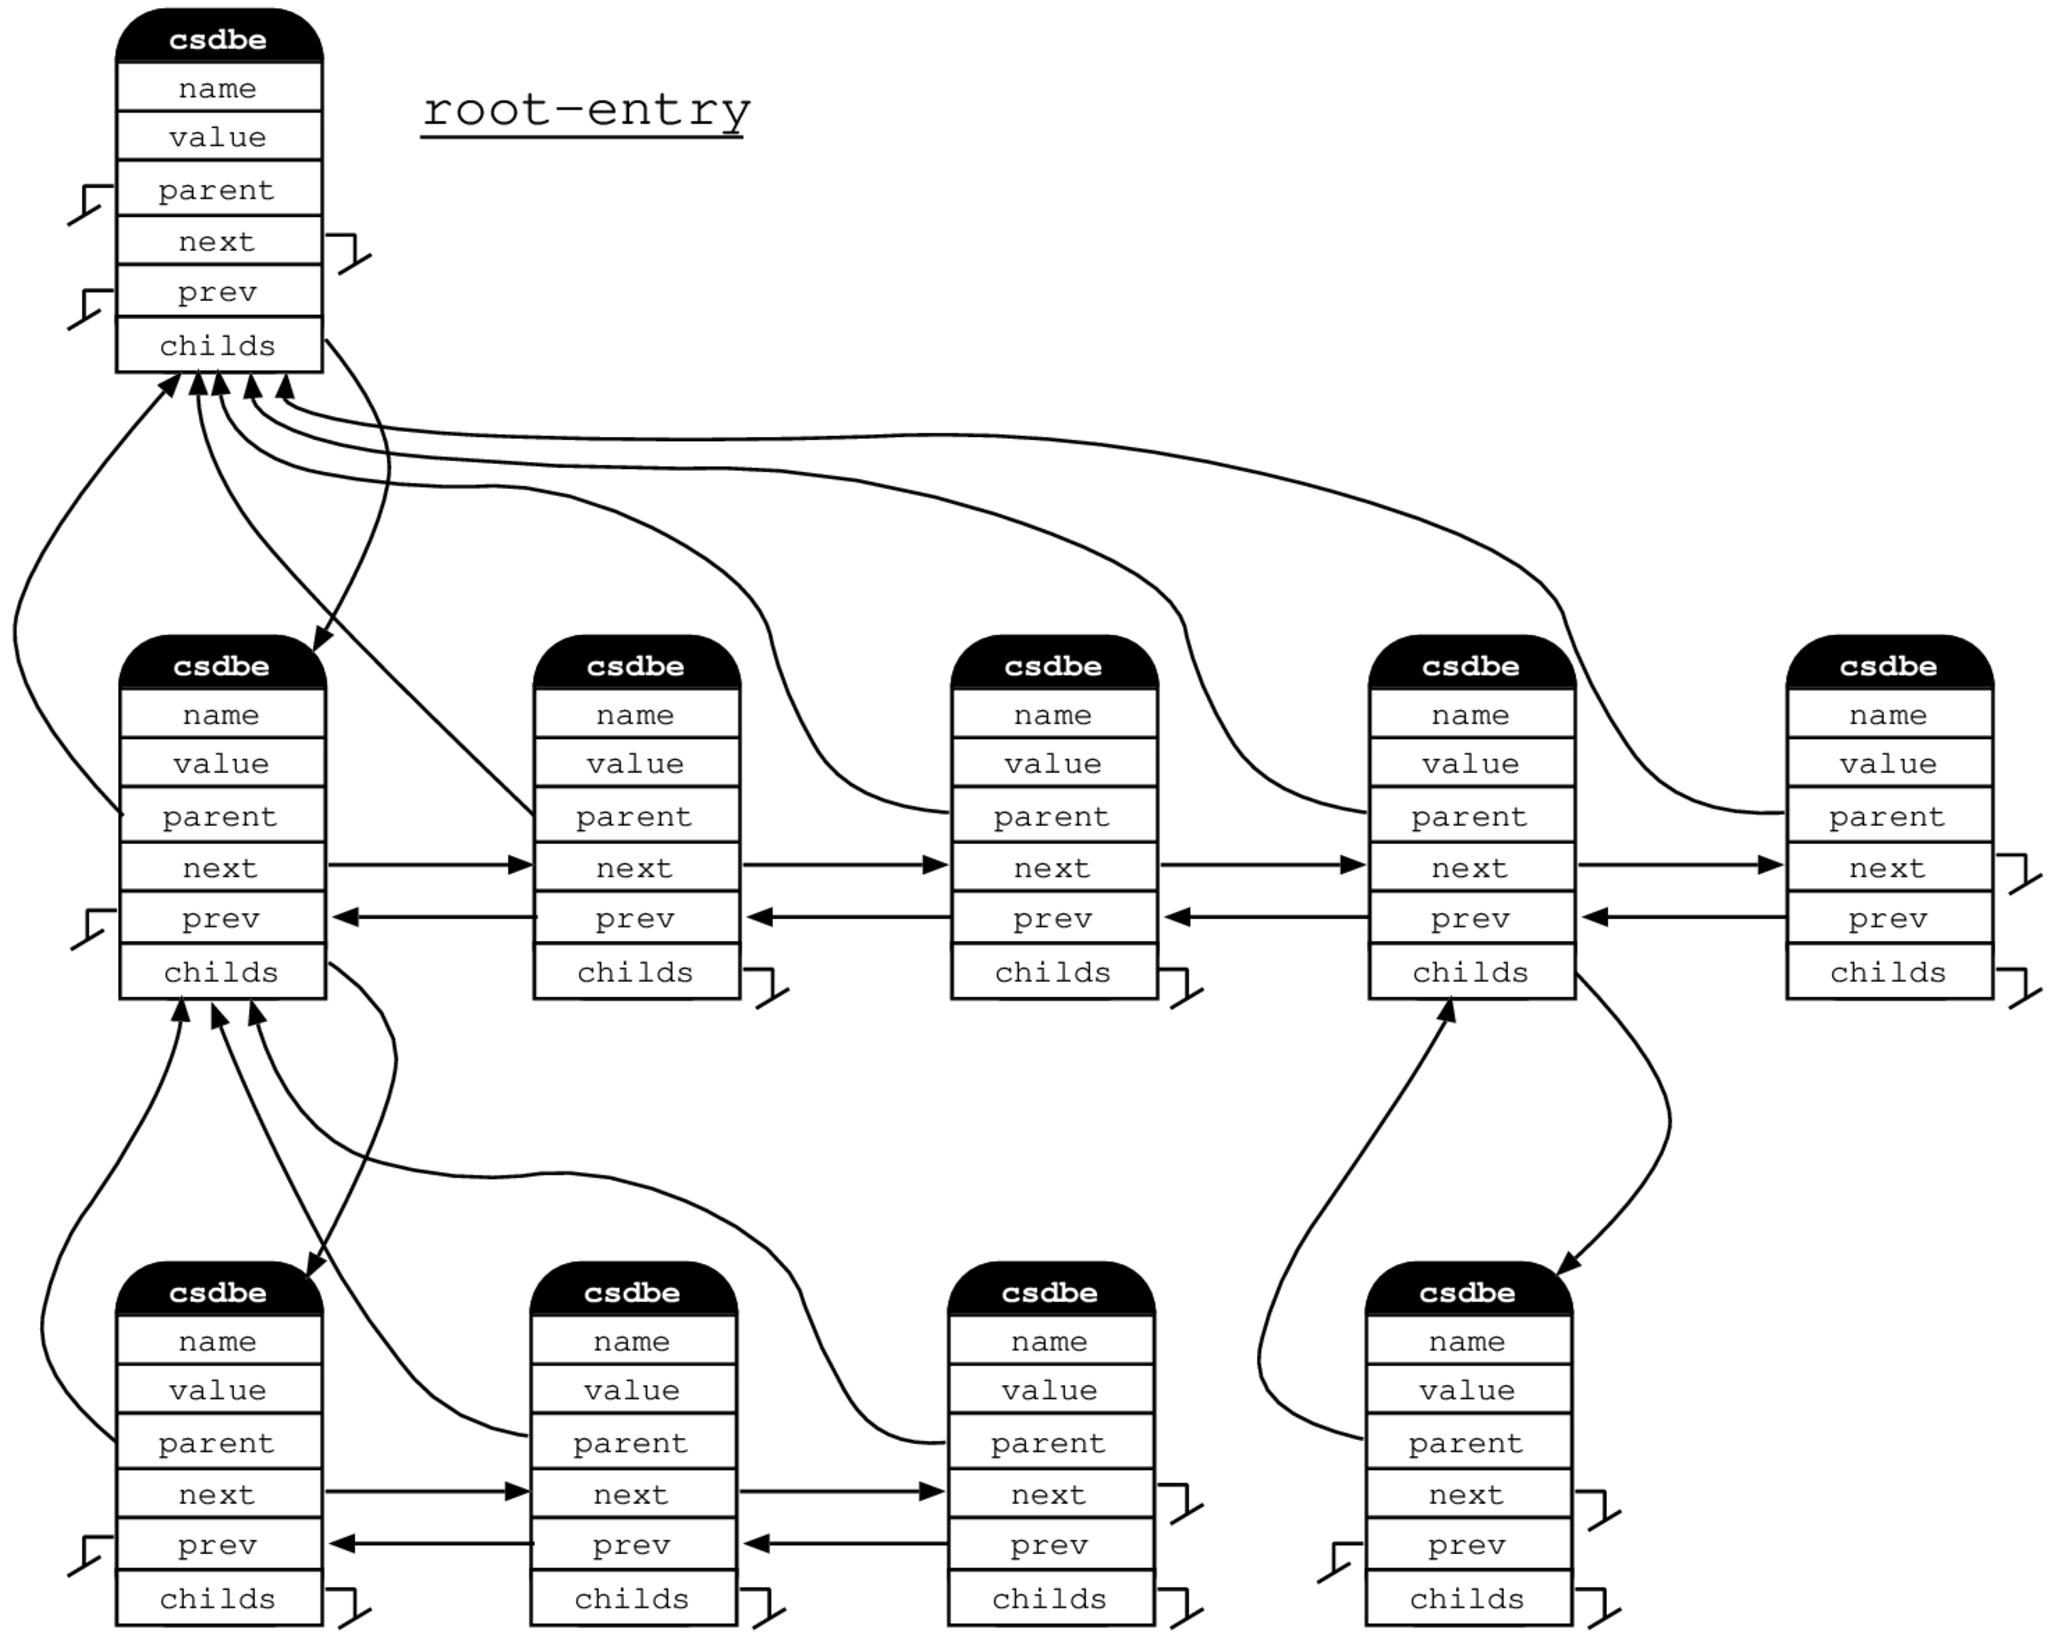 csdbe
name
value
parent
next
prev
childs
root-entry
csdbe csdbe csdbe csdbe csdbe
name name name name name
value value value value value
parent parent parent parent parent
next next next next next
prev prev prev prev prev
childs childs childs childs childs
csdbe csdbe csdbe csdbe
name name name name
value value value value
parent parent parent parent
next next next next
prev prev prev prev
childs childs childs childs